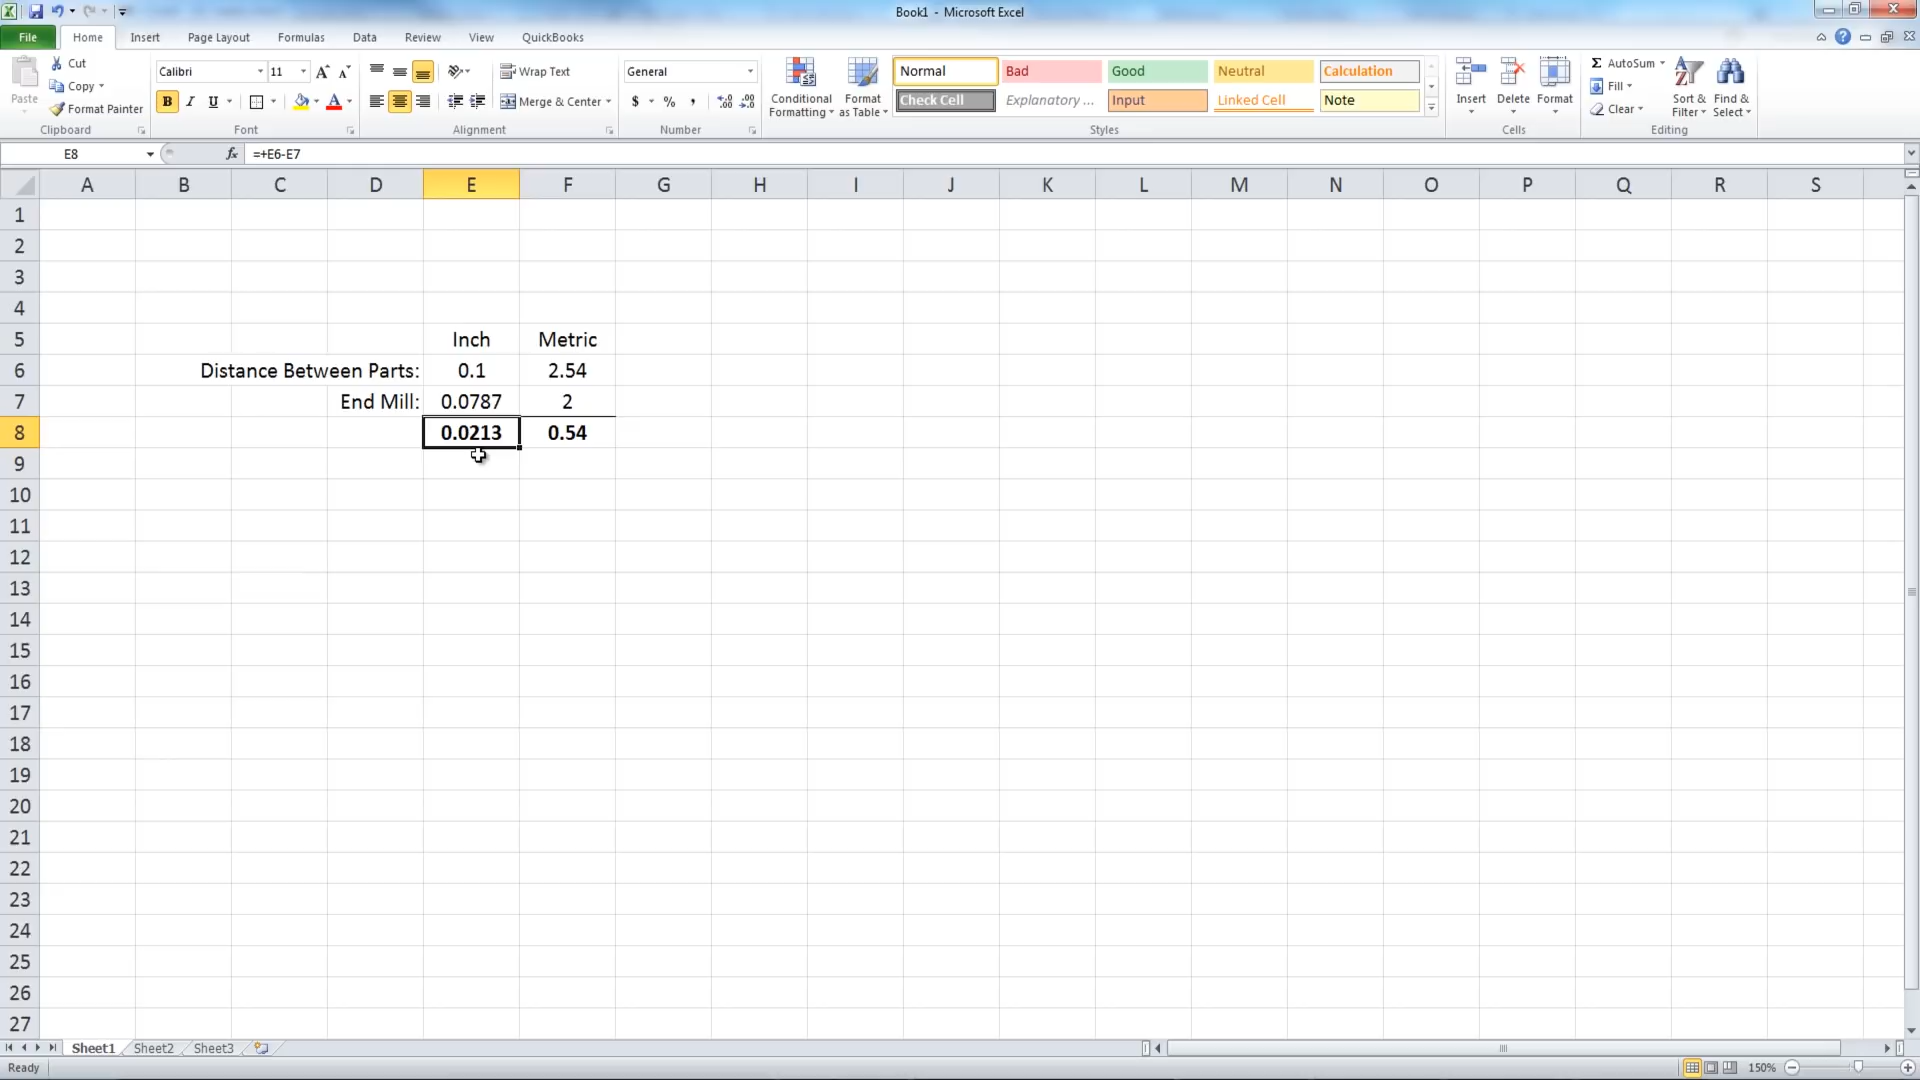 Book1 - Microsoft Excel
File Home Insert Page Layout Formulas Data Review View QuickBooks
Paste
Cut
Copy
Format Painter
Clipboard
Calibri 11
B I U
Font
Wrap Text
Merge & Center
Alignment
General
$ % ,
Number
Conditional Formatting
Format as Table
Normal Bad Good Neutral Calculation
Check Cell Explanatory ... Input Linked Cell Note
Styles
Insert Delete Format
Cells
Σ AutoSum
Fill
Clear
Sort & Filter
Find & Select
Editing
E8 fx =+E6-E7
A B C D E F G H I J K L M N O P Q R S
1
2
3
4
5 Inch Metric
6 Distance Between Parts: 0.1 2.54
7 End Mill: 0.0787 2
8 0.0213 0.54
9
10
11
12
13
14
15
16
17
18
19
20
21
22
23
24
25
26
27
Sheet1 Sheet2 Sheet3
Ready 150%